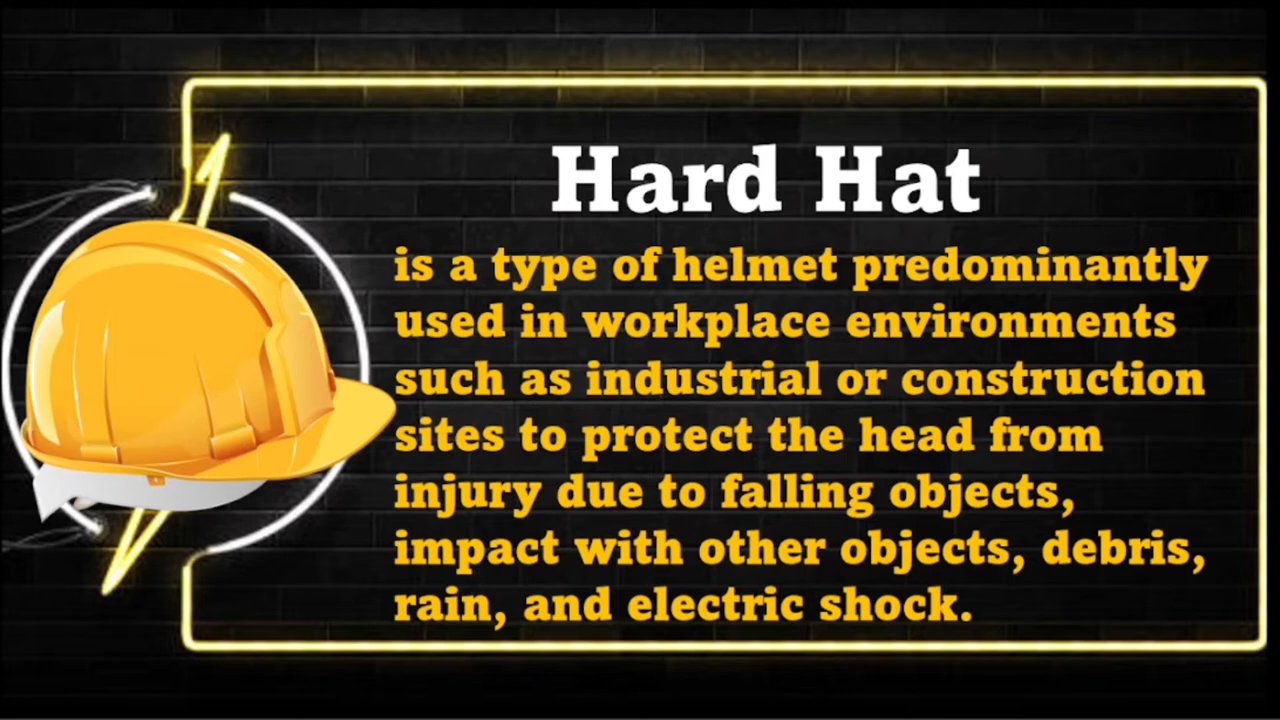 Hard Hat
is a type of helmet predominantly
used in workplace environments
such as industrial or construction
sites to protect the head from
injury due to falling objects,
impact with other objects, debris,
rain, and electric shock.